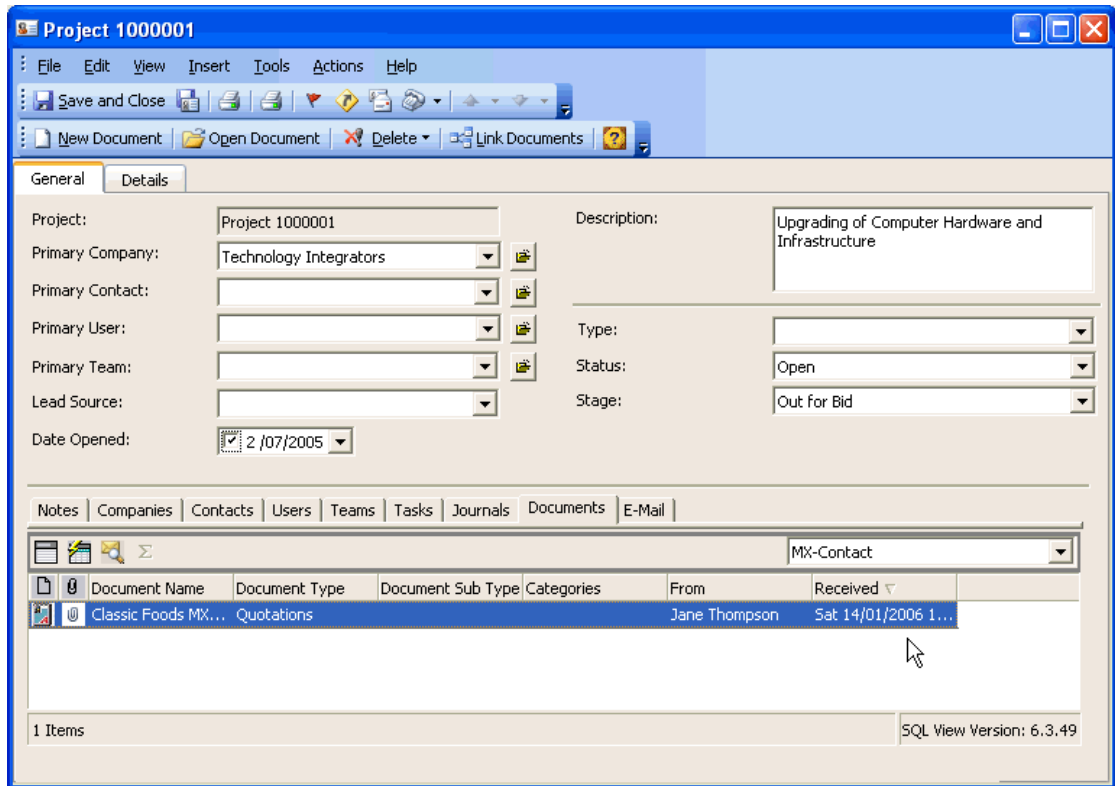 Project 1000001
File Edit View Insert Tools Actions Help
Save and Close
New Document Open Document Delete Link Documents
General Details
Project: Project 1000001
Description: Upgrading of Computer Hardware and
Infrastructure
Primary Company: Technology Integrators
Primary Contact:
Primary User:
Type:
Primary Team:
Status: Open
Lead Source:
Stage: Out for Bid
Date Opened: 2 /07/2005
Notes Companies Contacts Users Teams Tasks Journals Documents E-Mail
Σ MX-Contact
Document Name Document Type Document Sub Type Categories From Received
Classic Foods MX... Quotations Jane Thompson Sat 14/01/2006 1...
1 Items SQL View Version: 6.3.49